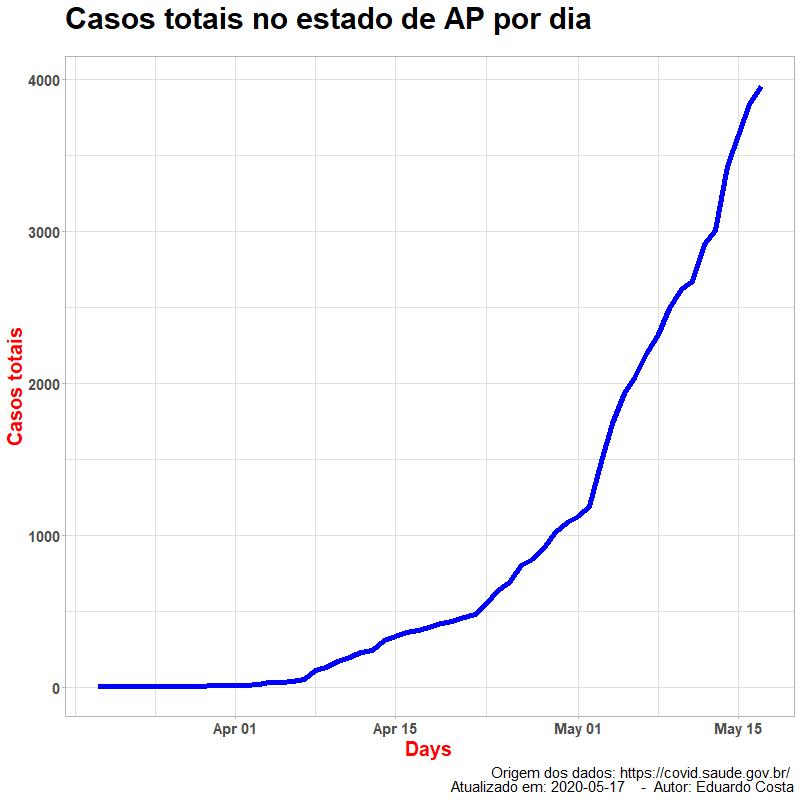 Casos totais no estado de AP por dia
Casos totais
4000
3000
2000
1000
0
Apr 01
Apr 15
May 01
May 15
Days
Origem dos dados: https://covid.saude.gov.br/
Atualizado em: 2020-05-17 - Autor: Eduardo Costa